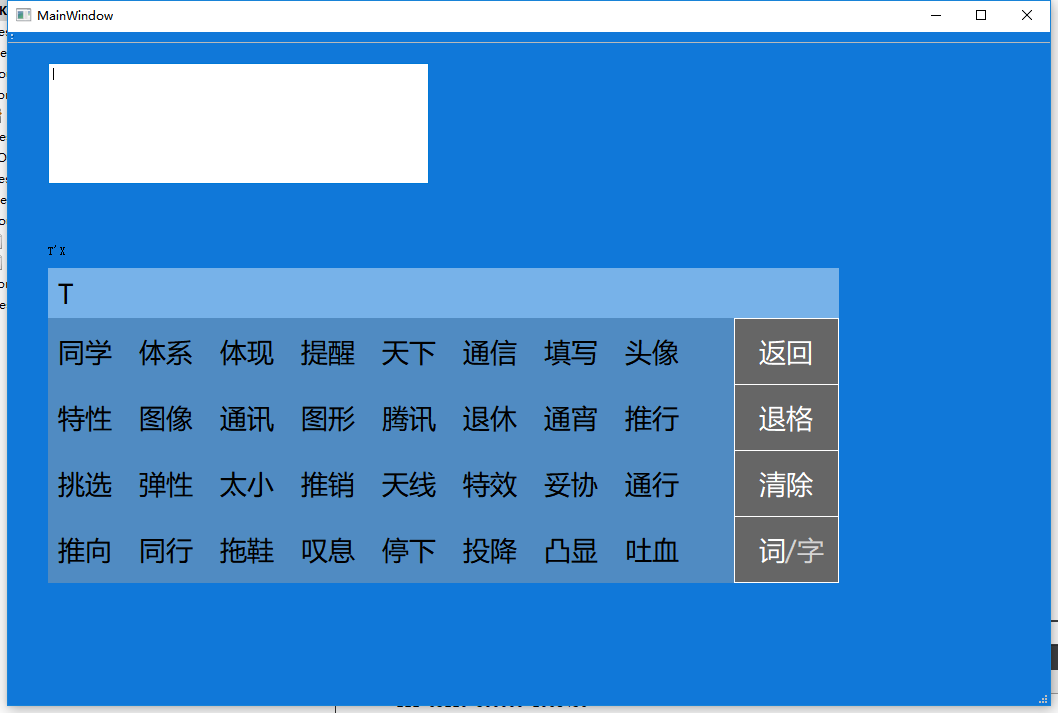 MainWindow
T'X
T
同学 体系 体现 提醒 天下 通信 填写 头像 返回
特性 图像 通讯 图形 腾讯 退休 通宵 推行 退格
挑选 弹性 太小 推销 天线 特效 妥协 通行 清除
推向 同行 拖鞋 叹息 停下 投降 凸显 吐血 词/字